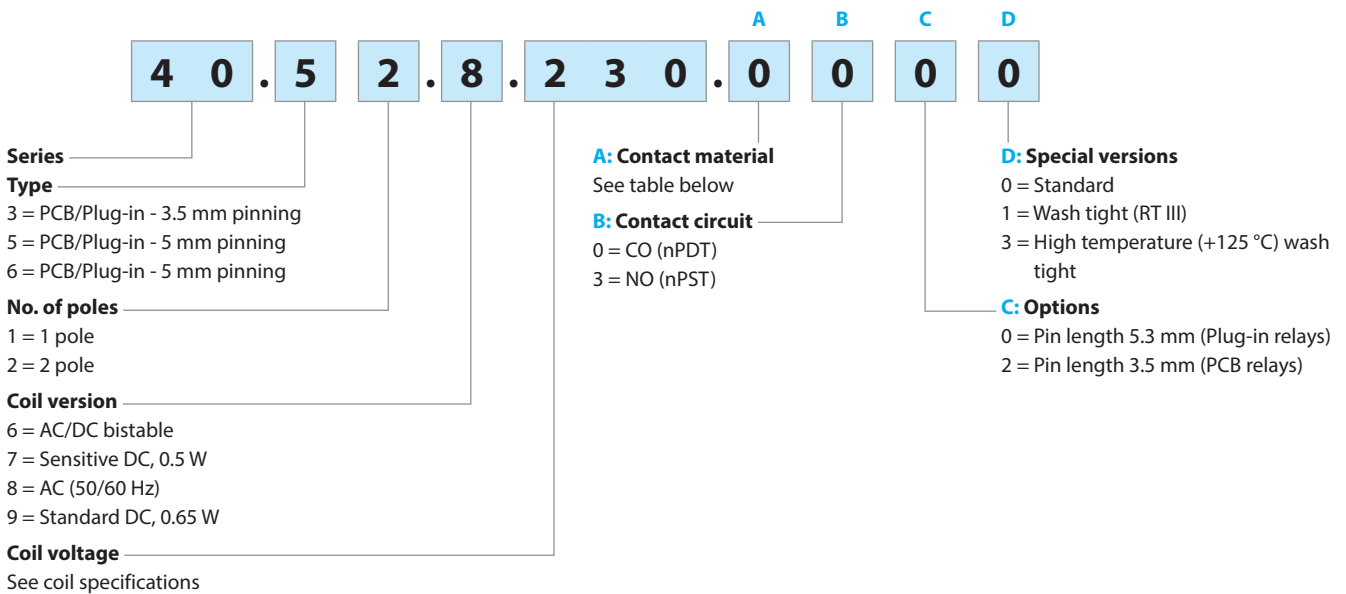 A B C D
4 0 . 5 2 . 8 . 2 3 0 . 0 0 0 0
Series
Type
3 = PCB/Plug-in - 3.5 mm pinning
5 = PCB/Plug-in - 5 mm pinning
6 = PCB/Plug-in - 5 mm pinning
No. of poles
1 = 1 pole
2 = 2 pole
Coil version
6 = AC/DC bistable
7 = Sensitive DC, 0.5 W
8 = AC (50/60 Hz)
9 = Standard DC, 0.65 W
Coil voltage
See coil specifications
A: Contact material
See table below
B: Contact circuit
0 = CO (nPDT)
3 = NO (nPST)
D: Special versions
0 = Standard
1 = Wash tight (RT III)
3 = High temperature (+125 °C) wash
tight
C: Options
0 = Pin length 5.3 mm (Plug-in relays)
2 = Pin length 3.5 mm (PCB relays)